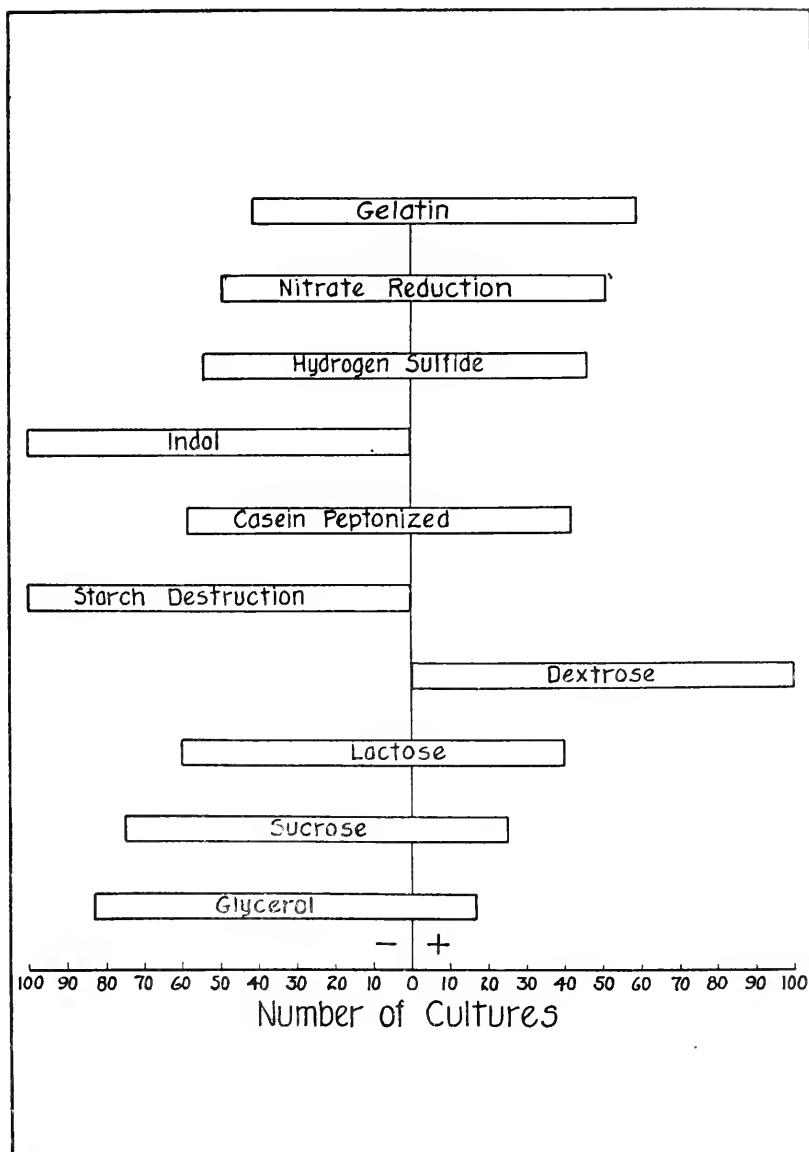 Gelatin
Nitrate Reduction
Hydrogen Sulfide
Indol
Casein Peptonized
Starch Destruction
Dextrose
Lactose
Sucrose
Glycerol
− +
100 90 80 70 60 50 40 30 20 10 0 10 20 30 40 50 60 70 80 90 100
Number of Cultures